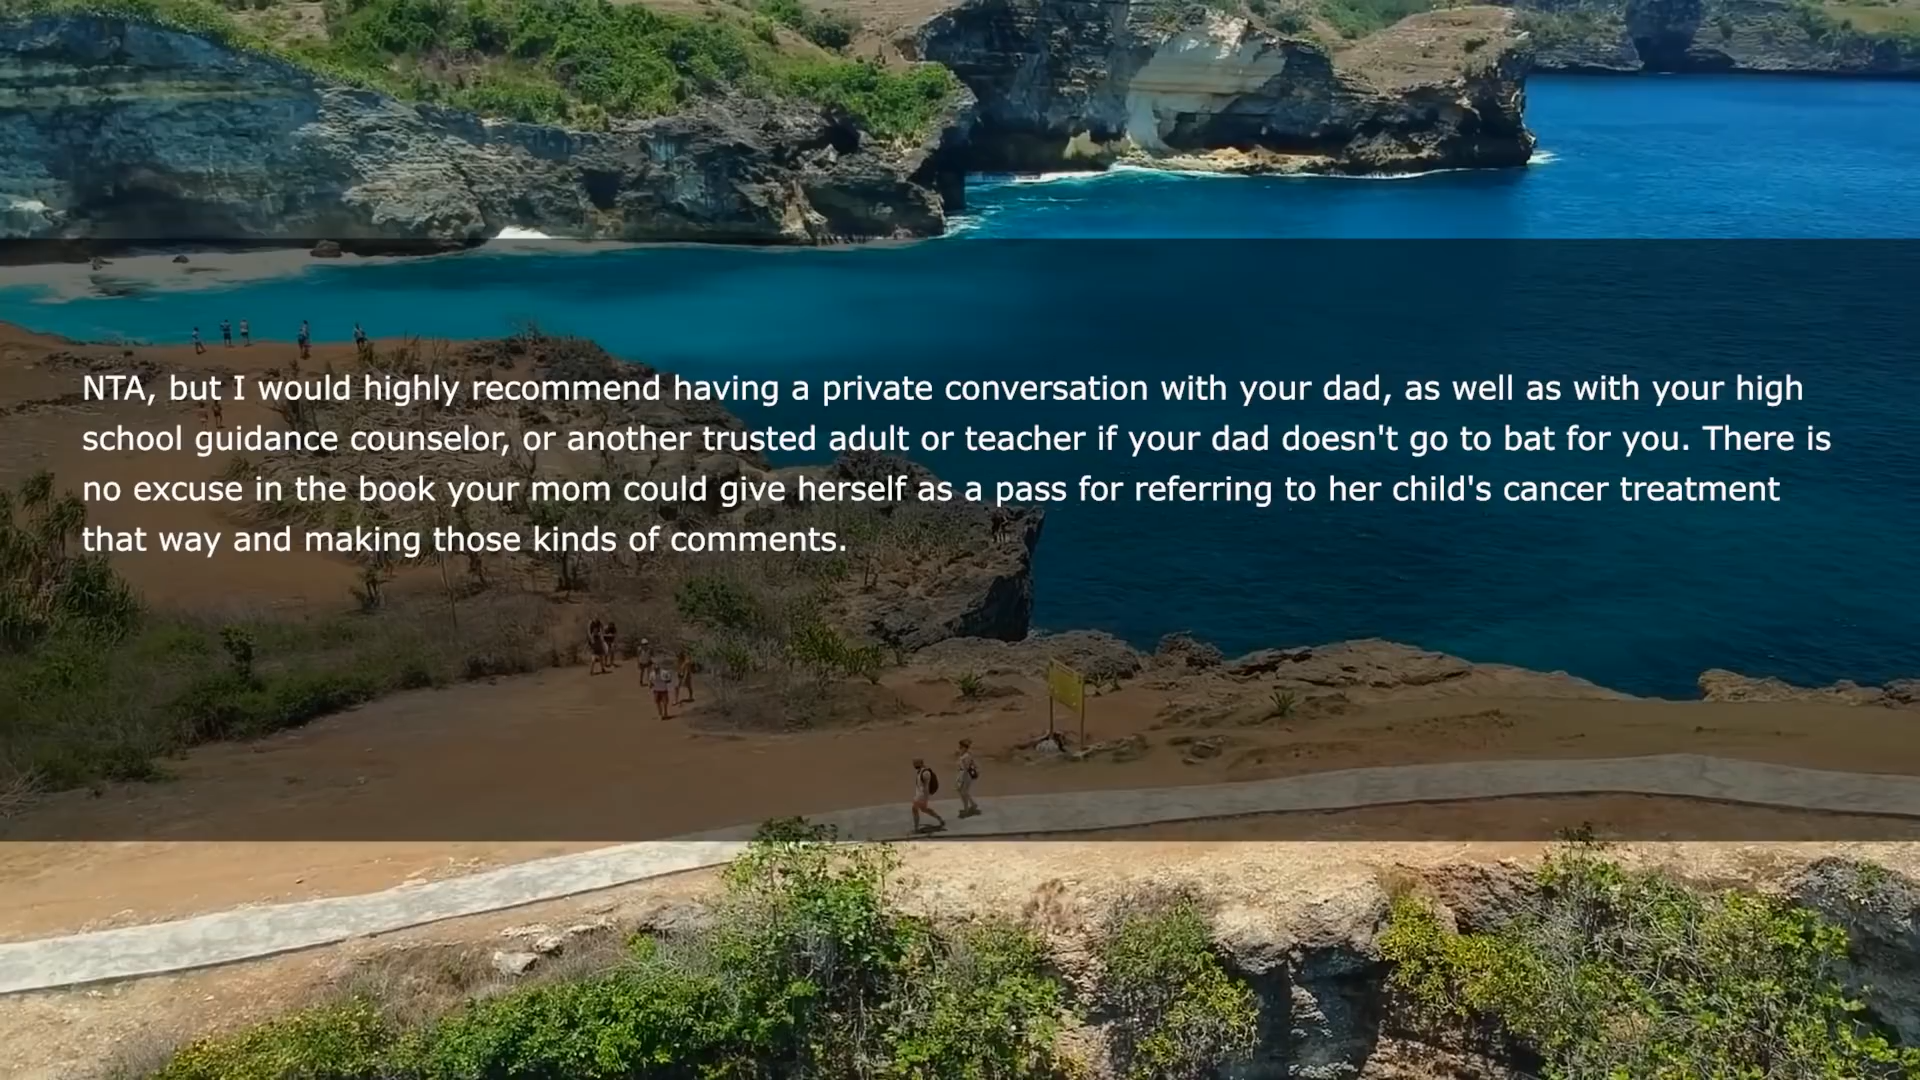 NTA, but I would highly recommend having a private conversation with your dad, as well as with your high
school guidance counselor, or another trusted adult or teacher if your dad doesn't go to bat for you. There is
no excuse in the book your mom could give herself as a pass for referring to her child's cancer treatment
that way and making those kinds of comments.